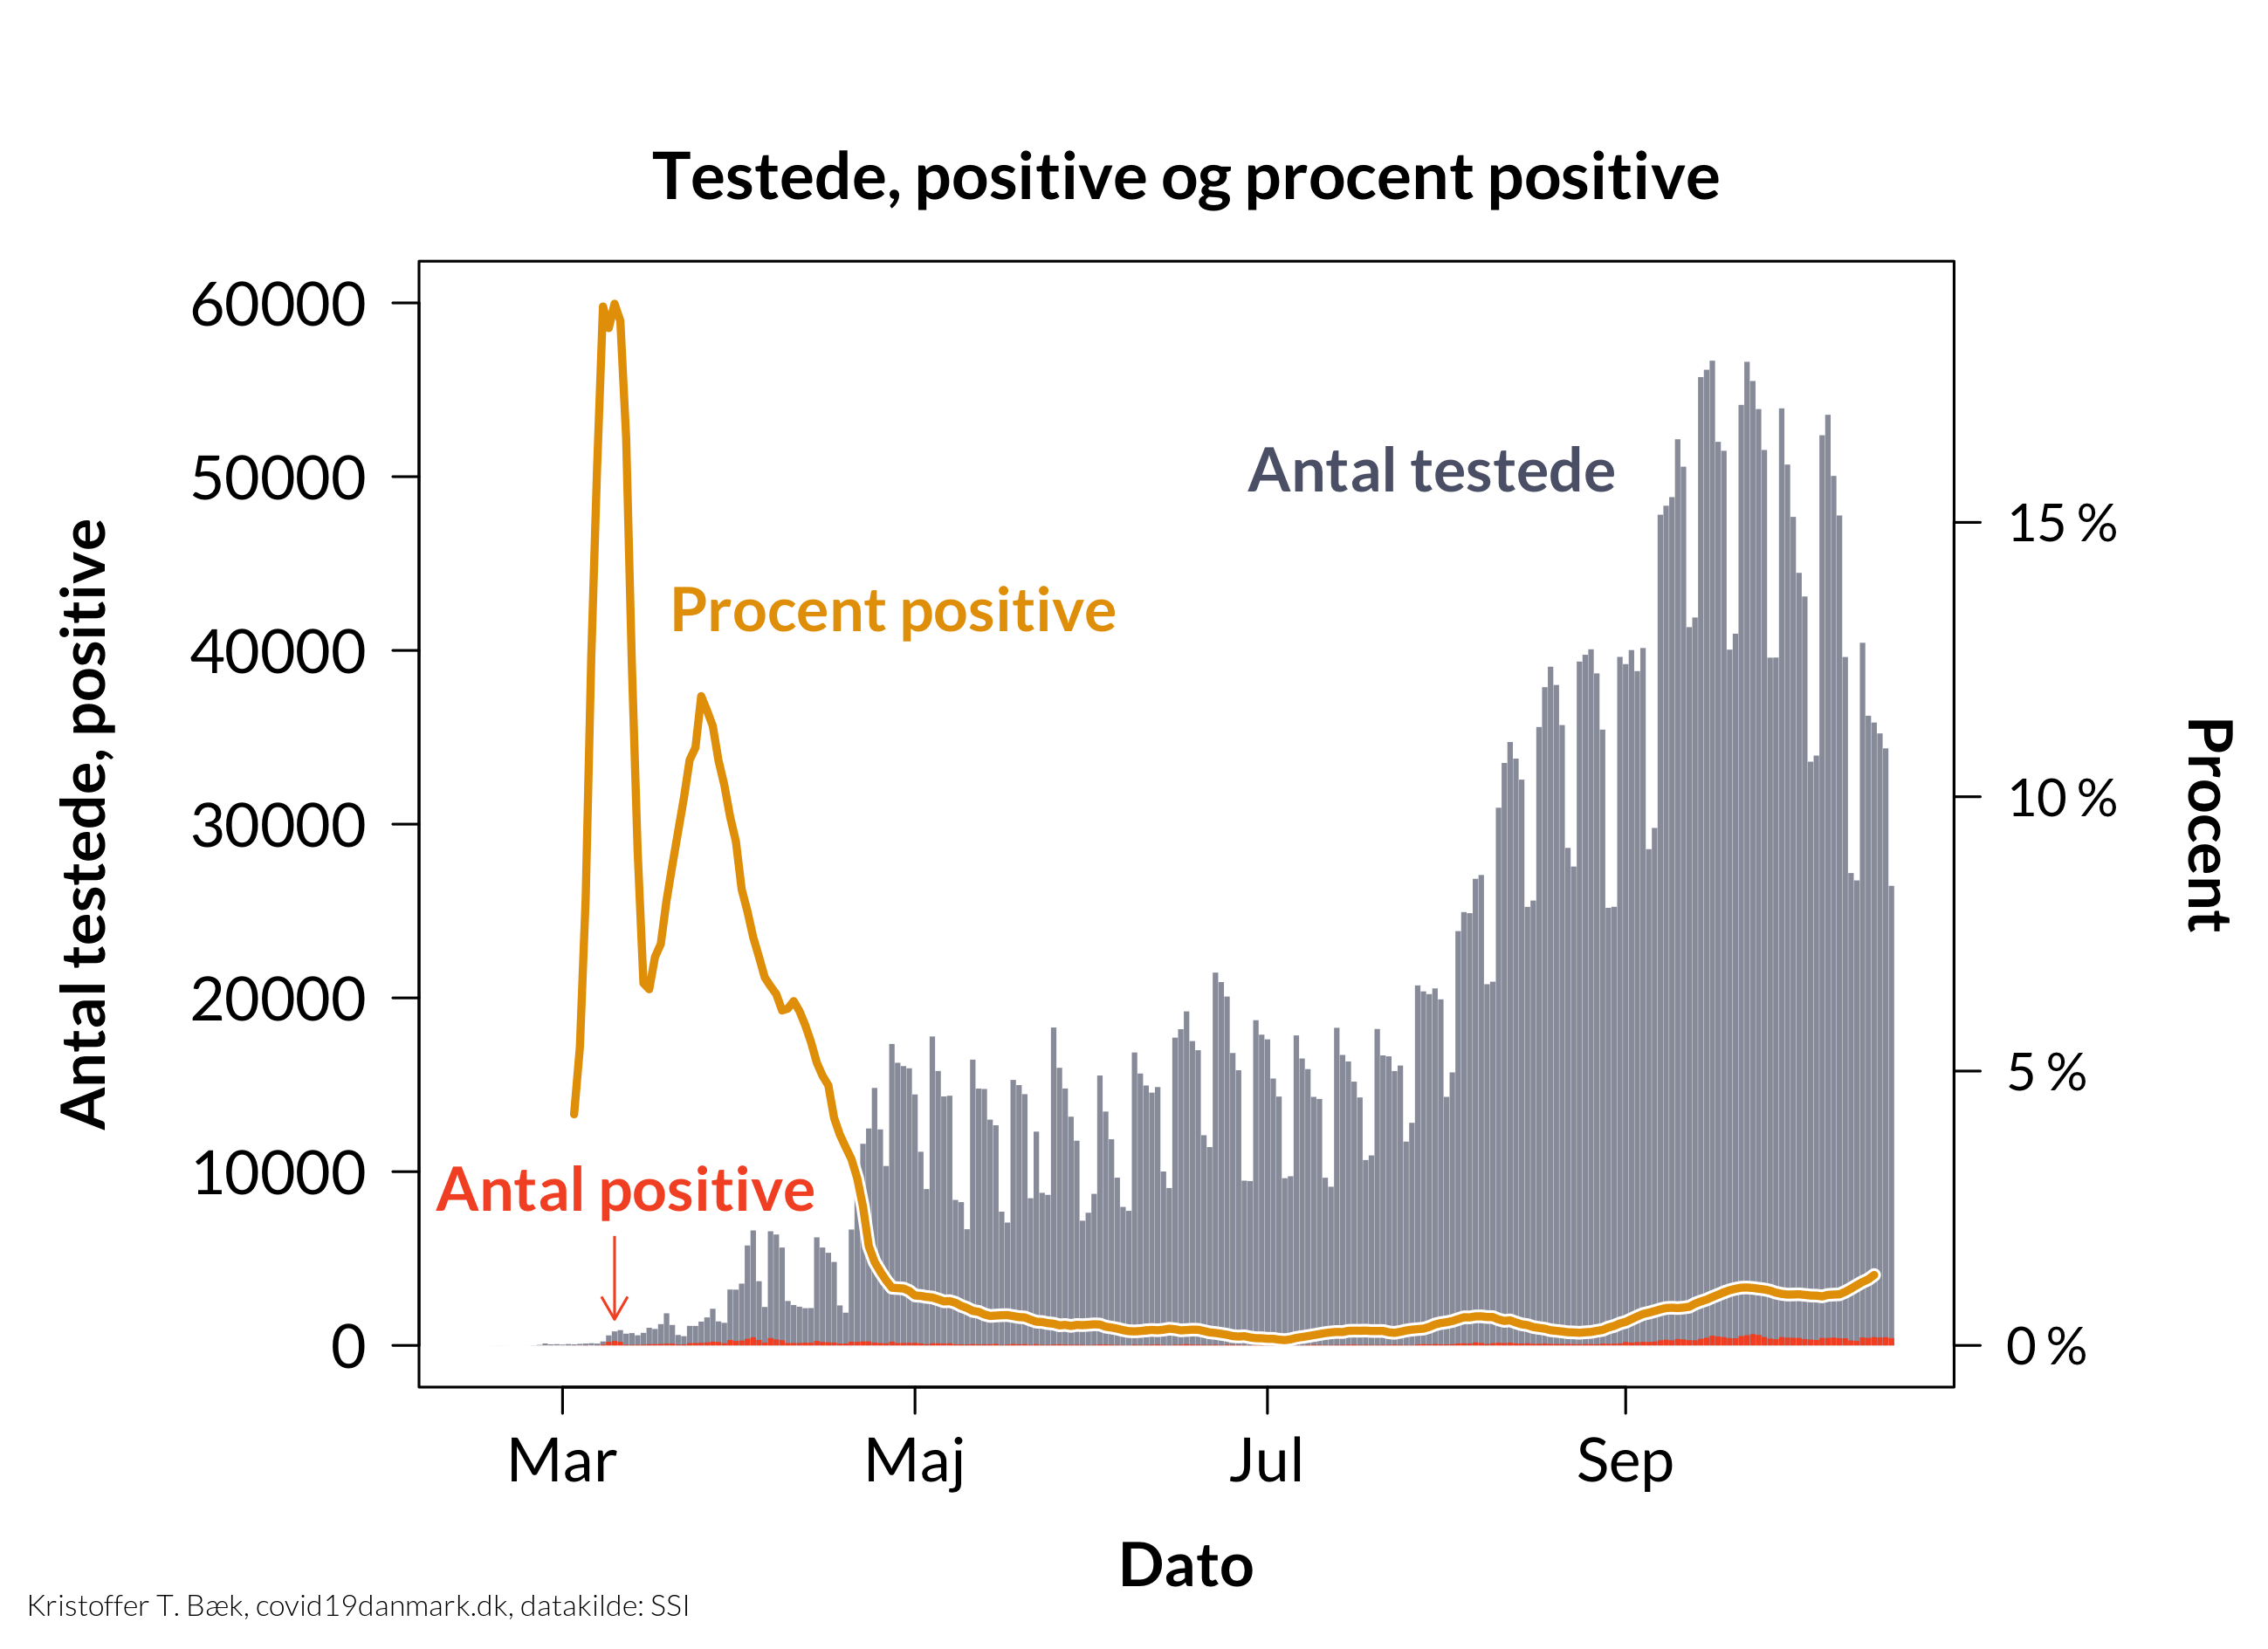 Testede, positive og procent positive
Antal testede, positive
60000
50000
40000
30000
20000
10000
0
Antal testede
Procent positive
Antal positive
15 %
10 %
5 %
0 %
Procent
Mar
Maj
Jul
Sep
Dato
Kristoffer T. Bæk, covid19danmark.dk, datakilde: SSI